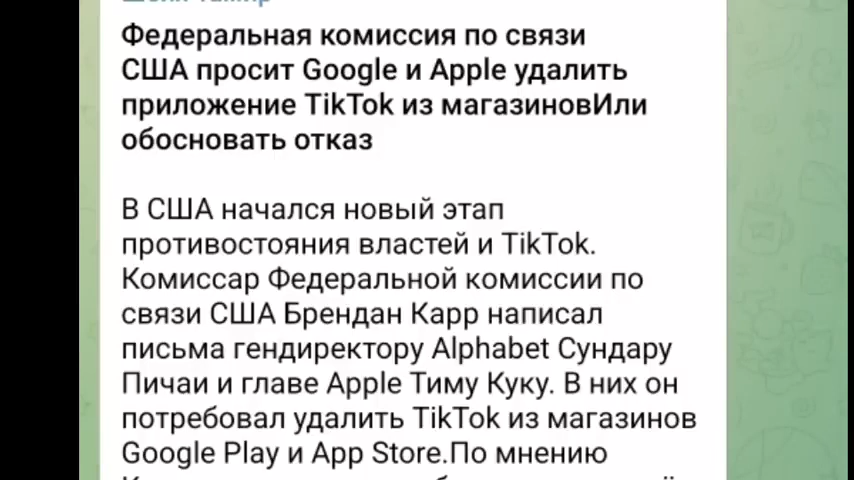 Федеральная комиссия по связи
США просит Google и Apple удалить
приложение TikTok из магазиновИли
обосновать отказ
В США начался новый этап
противостояния властей и TikTok.
Комиссар Федеральной комиссии по
связи США Брендан Карр написал
письма гендиректору Alphabet Сундару
Пичаи и главе Apple Тиму Куку. В них он
потребовал удалить TikTok из магазинов
Google Play и App Store.По мнению